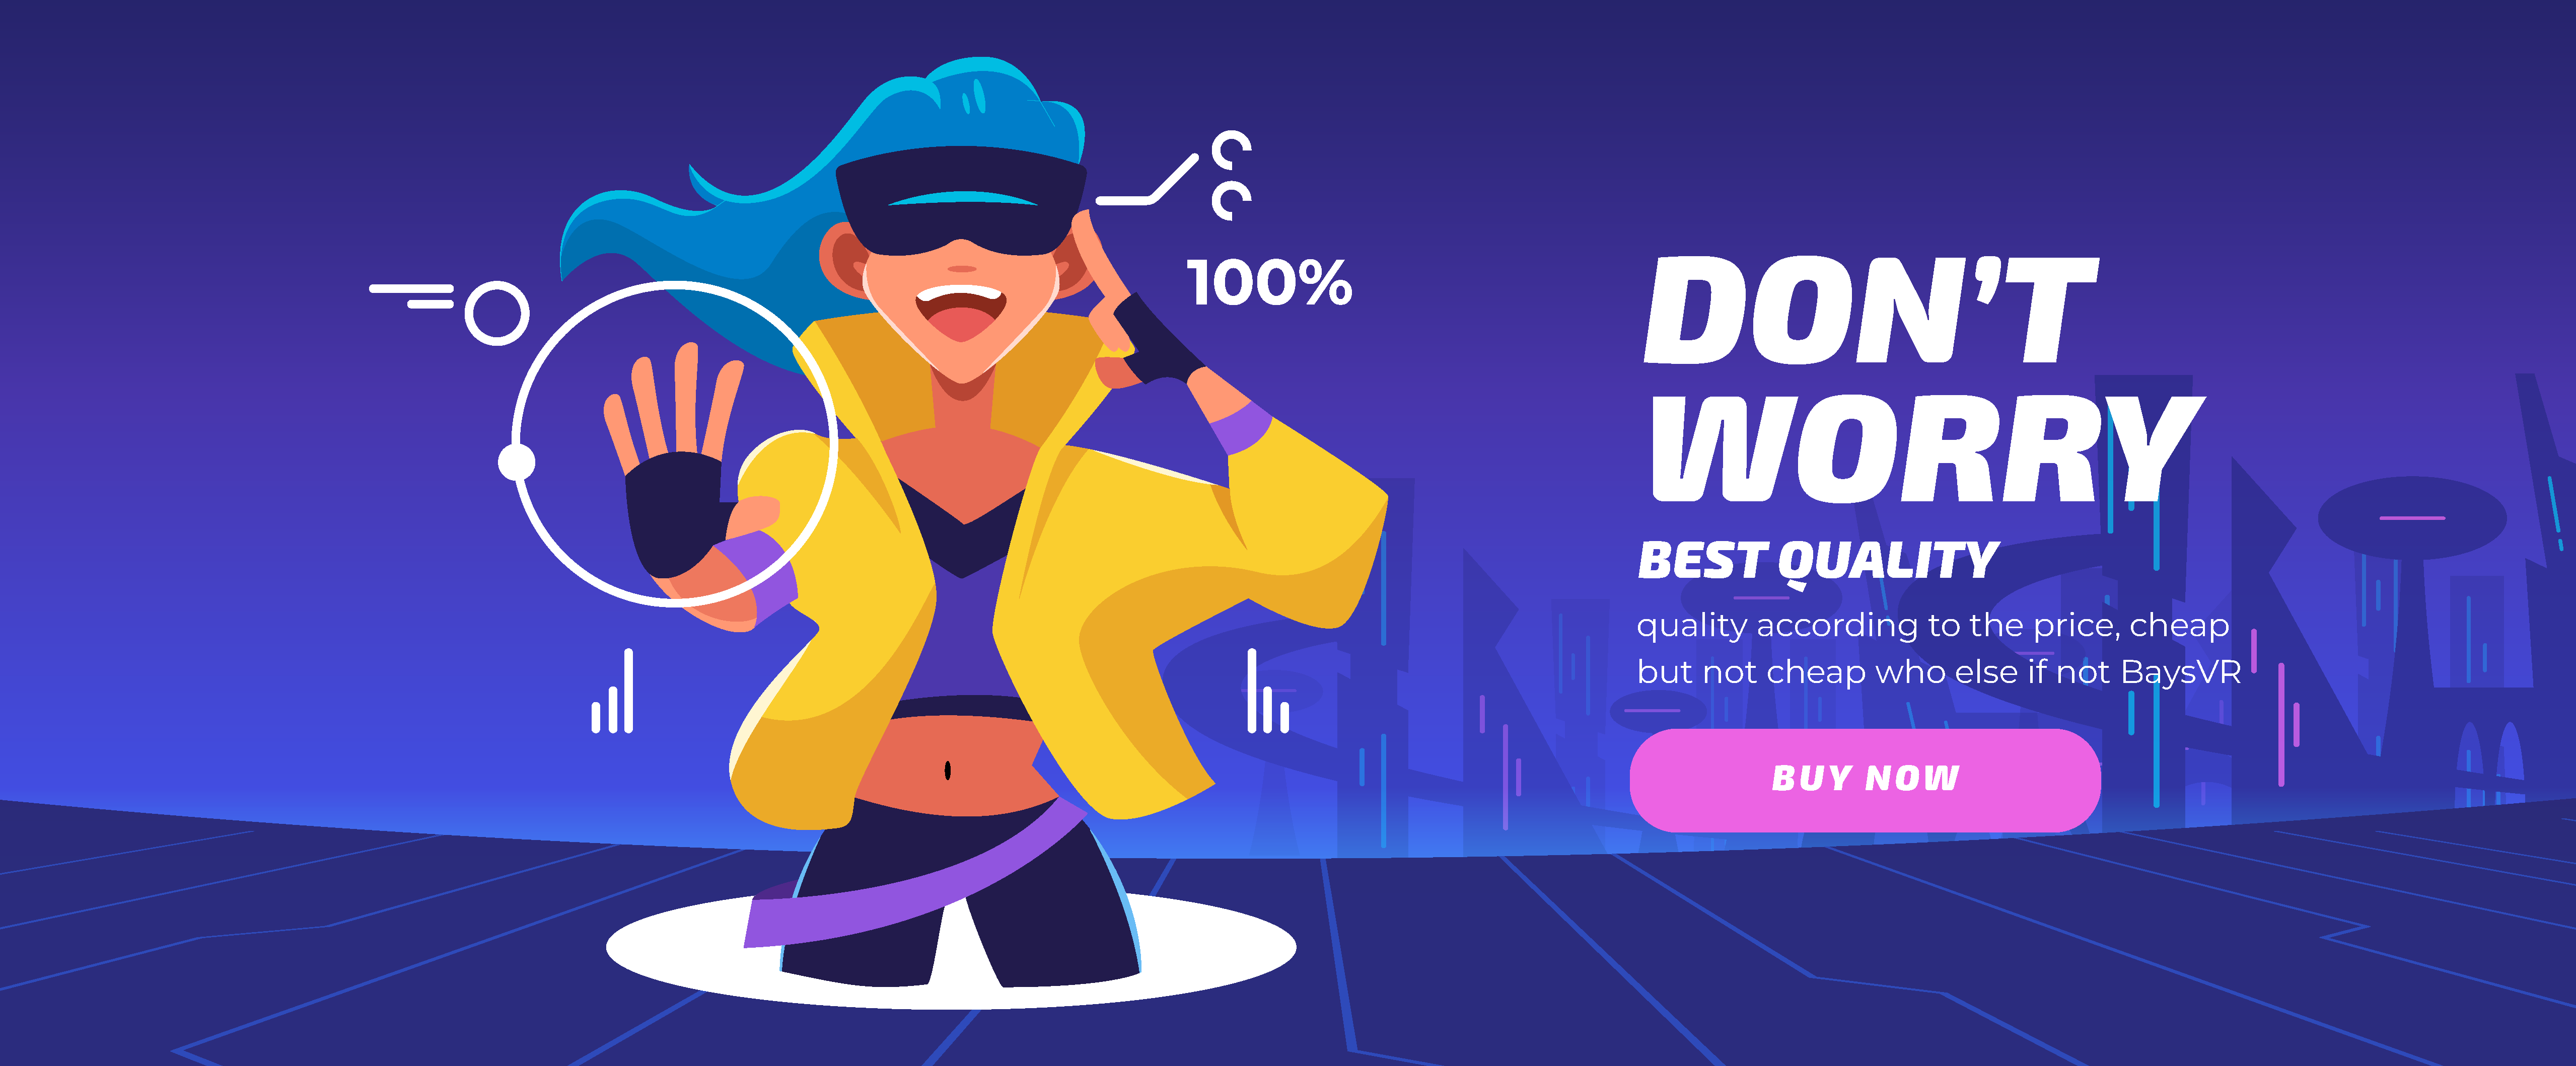 100%
DON'T
WORRY
BEST QUALITY
quality according to the price, cheap
but not cheap who else if not BaysVR
BUY NOW